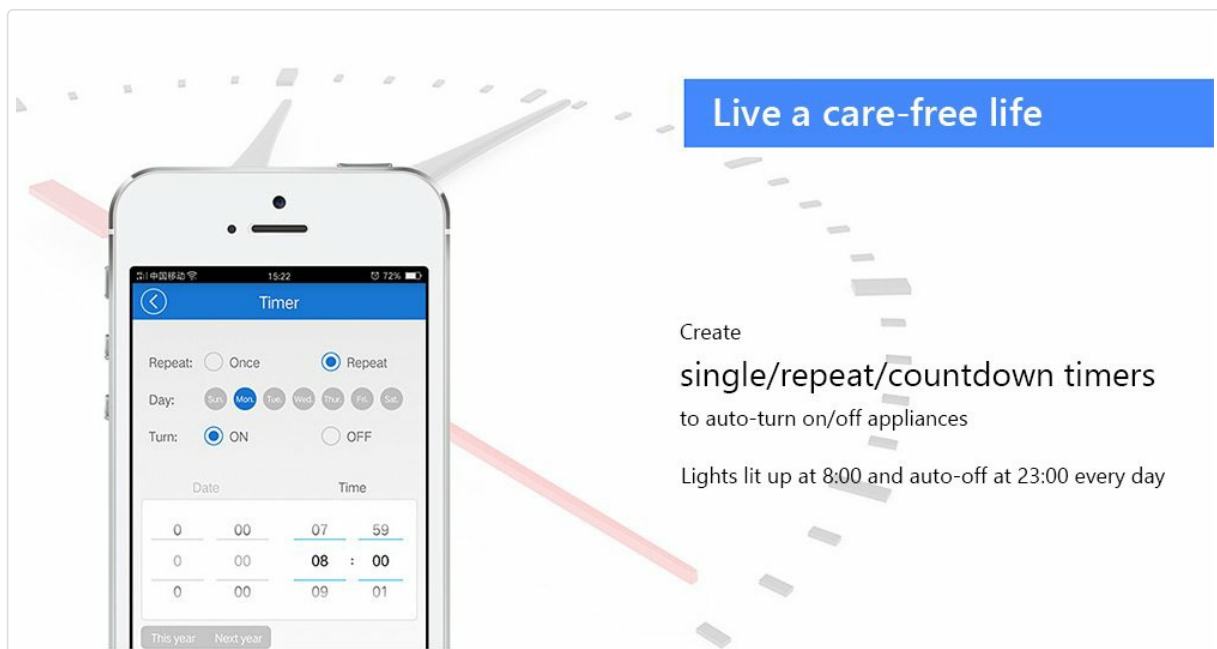 Live a care-free life
中国移动 15:22 72%
Timer
Repeat: Once Repeat
Day: Sun. Mon. Tue. Wed. Thur. Fri. Sat.
Turn: ON OFF
Date Time
0 00 07 59
0 00 08 : 00
0 00 09 01
This year Next year
Create
single/repeat/countdown timers
to auto-turn on/off appliances
Lights lit up at 8:00 and auto-off at 23:00 every day